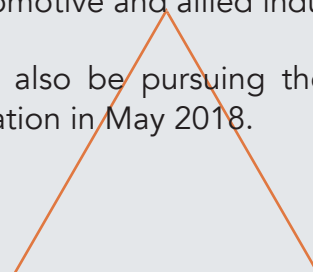 omotive and allied indu
also be pursuing the
ation in May 2018.